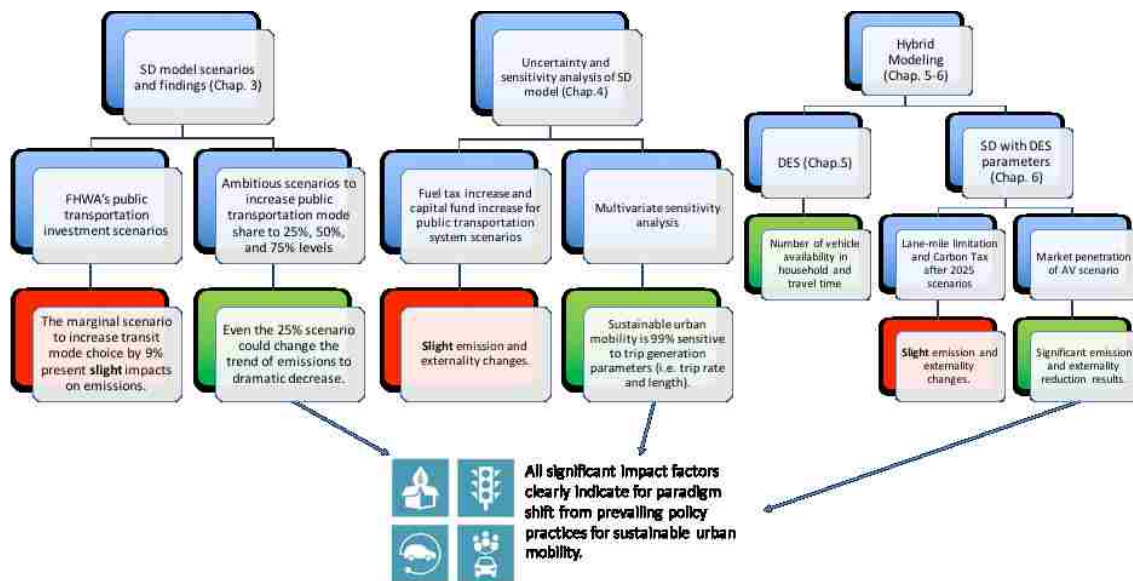 SD model scenarios
and findings (Chap. 3)
FHWA's public
transportation
investment scenarios
Ambitious scenarios to
increase public
transportation mode
share to 25%, 50%,
and 75% levels
The marginal scenario
to increase transit
mode choice by 9%
present slight impacts
on emissions.
Even the 25% scenario
could change the
trend of emissions to
dramatic decrease.
Uncertainty and
sensitivity analysis of SD
model (Chap.4)
Fuel tax increase and
capital fund increase for
public transportation
system scenarios
Multivariate sensitivity
analysis
Slight emission and
externality changes.
Sustainable urban
mobility is 99% sensitive
to trip generation
parameters (i.e. trip rate
and length).
Hybrid
Modeling
(Chap. 5-6)
DES (Chap.5)
SD with DES
parameters
(Chap. 6)
Number of vehicle
availability in
household and
travel time
Lane-mile limitation
and Carbon Tax
after 2025
scenarios
Market penetration
of AV scenario
Slight emission and
externality
changes.
Significant emission
and externality
reduction results.
All significant impact factors
clearly indicate for paradigm
shift from prevailing policy
practices for sustainable urban
mobility.